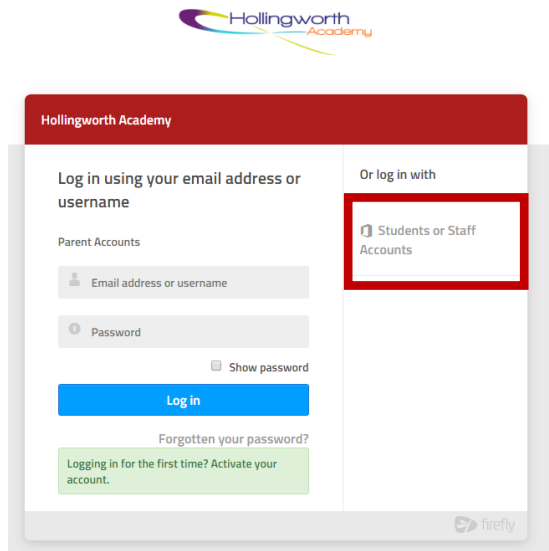 Hollingworth
Academy
Hollingworth Academy
Log in using your email address or
username
Parent Accounts
Email address or username
Password
Show password
Log in
Forgotten your password?
Logging in for the first time? Activate your
account.
Or log in with
Students or Staff
Accounts
firefly